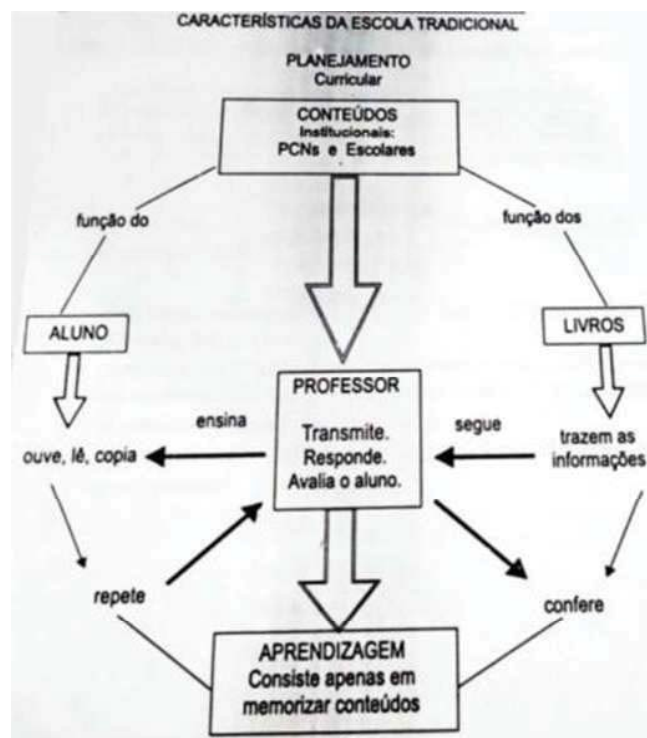 CARACTERÍSTICAS DA ESCOLA TRADICIONAL
PLANEJAMENTO
Curricular
CONTEÚDOS
Institucionais:
PCNs e Escolares
função do
função dos
ALUNO
LIVROS
PROFESSOR
Transmite.
Responde.
Avalia o aluno.
ensina
segue
ouve, lê, copia
trazem as
informações
repete
confere
APRENDIZAGEM
Consiste apenas em
memorizar conteúdos